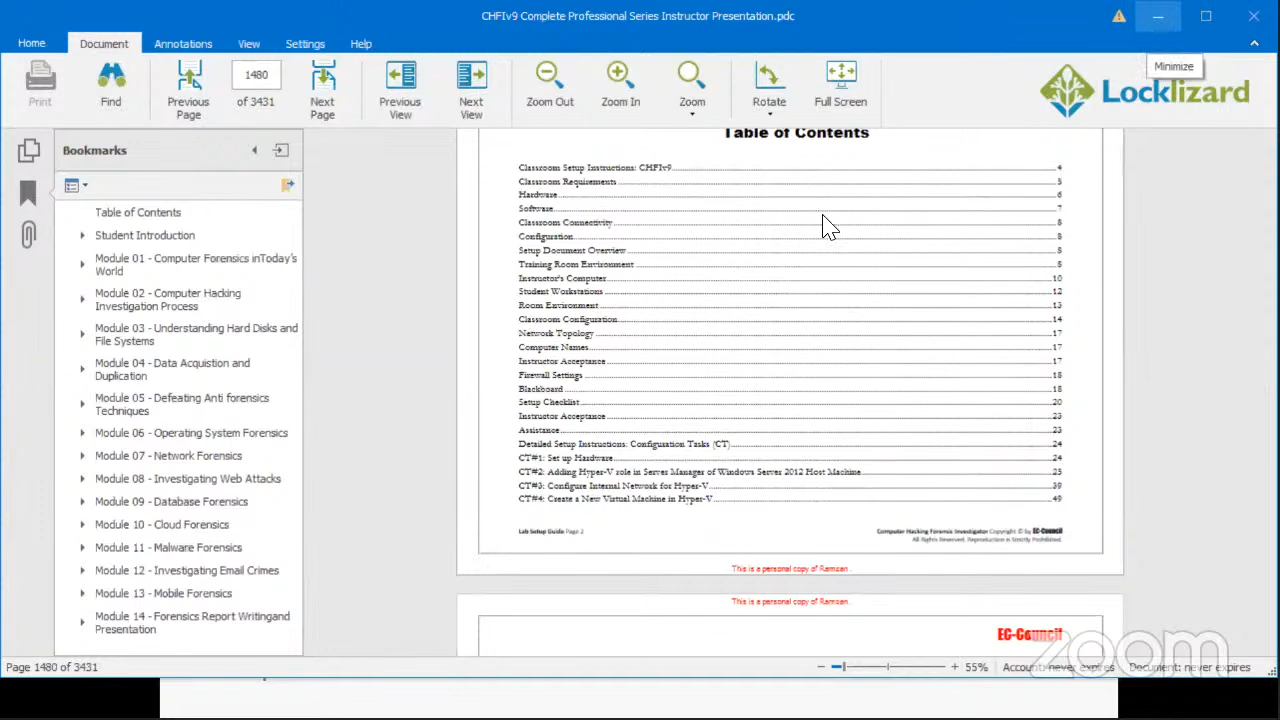 CHFIv9 Complete Professional Series Instructor Presentation.pdc
Home
Document
Annotations
View
Settings
Help
Minimize
Print
Find
Previous
Page
1480
of 3431
Next
Page
Previous
View
Next
View
Zoom Out
Zoom In
Zoom
Rotate
Full Screen
Locklizard
Bookmarks
Table of Contents
Student Introduction
Module 01 - Computer Forensics inToday's
World
Module 02 - Computer Hacking
Investigation Process
Module 03 - Understanding Hard Disks and
File Systems
Module 04 - Data Acquistion and
Duplication
Module 05 - Defeating Anti forensics
Techniques
Module 06 - Operating System Forensics
Module 07 - Network Forensics
Module 08 - Investigating Web Attacks
Module 09 - Database Forensics
Module 10 - Cloud Forensics
Module 11 - Malware Forensics
Module 12 - Investigating Email Crimes
Module 13 - Mobile Forensics
Module 14 - Forensics Report Writingand
Presentation
Table of Contents
Classroom Setup Instructions: CHFIv9 4
Classroom Requirements 5
Hardware 6
Software 7
Classroom Connectivity 8
Configuration 8
Setup Document Overview 8
Training Room Environment 8
Instructor's Computer 10
Student Workstations 12
Room Environment 13
Classroom Configuration 14
Network Topology 17
Computer Names 17
Instructor Acceptance 17
Firewall Settings 18
Blackboard 18
Setup Checklist 20
Instructor Acceptance 23
Assistance 23
Detailed Setup Instructions: Configuration Tasks (CT) 24
CT#1: Set up Hardware 24
CT#2: Adding Hyper-V role in Server Manager of Windows Server 2012 Host Machine 25
CT#3: Configure Internal Network for Hyper-V 39
CT#4: Create a New Virtual Machine in Hyper-V 49
Lab Setup Guide Page 2
Computer Hacking Forensic Investigator Copyright © by EC-Council
All Rights Reserved. Reproduction is Strictly Prohibited.
This is a personal copy of Ramzan .
This is a personal copy of Ramzan .
EC-Council
Page 1480 of 3431
55%
Account: never expires
Document: never expires
zoom